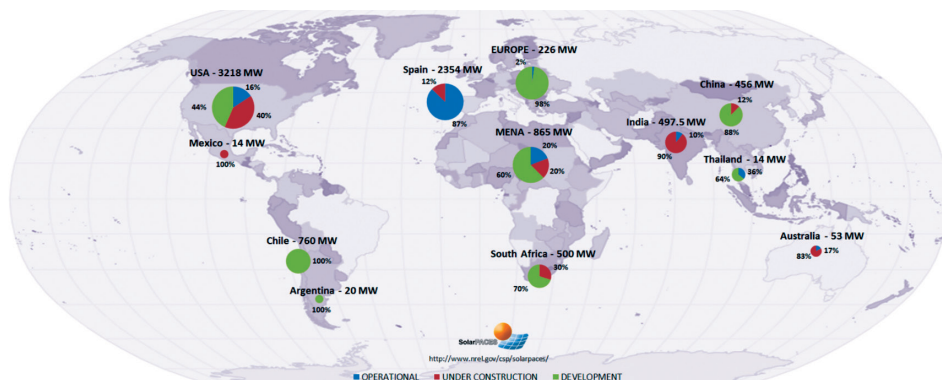 EUROPE - 226 MW
2%
98%
USA - 3218 MW
16%
44%
40%
Spain - 2354 MW
12%
87%
China - 456 MW
12%
88%
India - 497.5 MW
10%
90%
MENA - 865 MW
20%
60%
20%
Mexico - 14 MW
100%
Thailand - 14 MW
64%
36%
Chile - 760 MW
100%
South Africa - 500 MW
30%
70%
Australia - 53 MW
83%
17%
Argentina - 20 MW
100%
SolarPACES
http://www.nrel.gov/csp/solarpaces/
OPERATIONAL UNDER CONSTRUCTION DEVELOPMENT